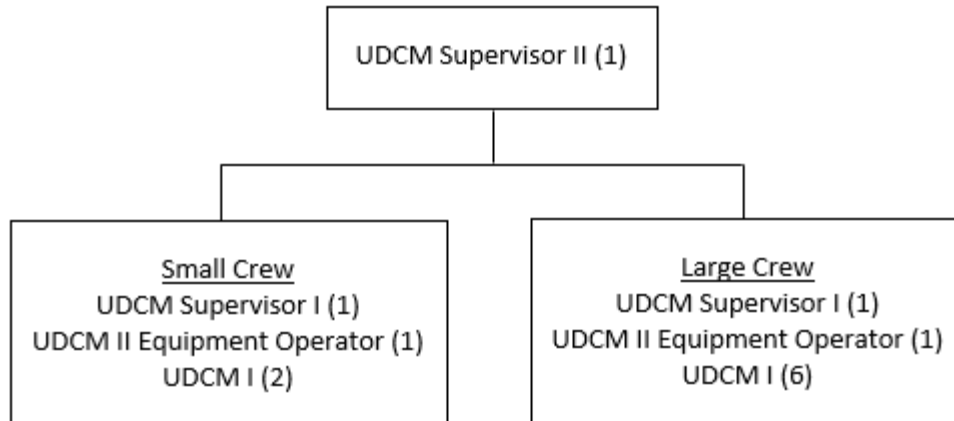 UDCM Supervisor II (1)
Small Crew
UDCM Supervisor I (1)
UDCM II Equipment Operator (1)
UDCM I (2)
Large Crew
UDCM Supervisor I (1)
UDCM II Equipment Operator (1)
UDCM I (6)